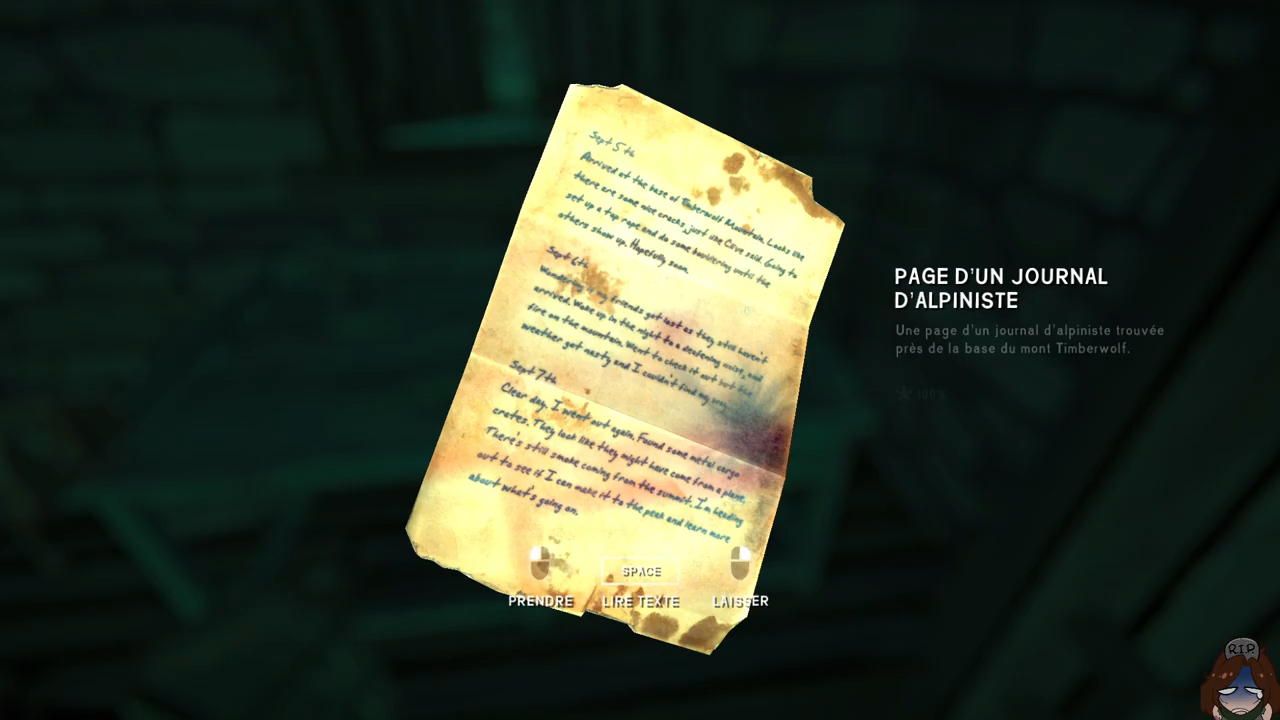 Sept 5th
Arrived at the base of Timberwolf Mountain. Looks like
there are some nice cracks, just like Cave said. Going to
set up a top rope and do some bouldering until the
others show up. Hopefully soon.
Sept 6th
Wondering if my friends got lost as they still haven't
arrived. Woke up in the night to a deafening noise, and
fire on the mountain. Went to check it out but the
weather got nasty and I couldn't find my way.
Sept 7th
Clear day. I went out again. Found some metal cargo
crates. They look like they might have come from a plane.
There's still smoke coming from the summit. I'm heading
out to see if I can make it to the peak and learn more
about what's going on.
PAGE D'UN JOURNAL
D'ALPINISTE
Une page d'un journal d'alpiniste trouvée
près de la base du mont Timberwolf.
100%
SPACE
PRENDRE LIRE TEXTE LAISSER
RIP